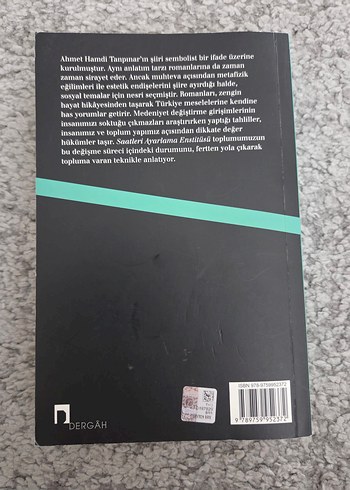 Ahmet Hamdi Tanpınar'ın şiiri sembolist bir ifade üzerine
kurulmuştur. Aynı anlatım tarzı romanlarına da zaman
zaman sirayet eder. Ancak muhteva açısından metafizik
eğilimleri ile estetik endişelerini şiire ayırdığı halde,
sosyal temalar için nesri seçmiştir. Romanları, zengin
hayat hikâyesinden taşarak Türkiye meselelerine kendine
has yorumlar getirir. Medeniyet değiştirme girişimlerinin
insanımızı soktuğu çıkmazları araştırırken yaptığı tahliller,
insanımız ve toplum yapımız açısından dikkate değer
hükümler taşır. Saatleri Ayarlama Enstitüsü toplumumuzun
bu değişme süreci içindeki durumunu, fertten yola çıkarak
topluma varan teknikle anlatıyor.
ISBN 978-9759952372
9 789759 952372
DERGÂH